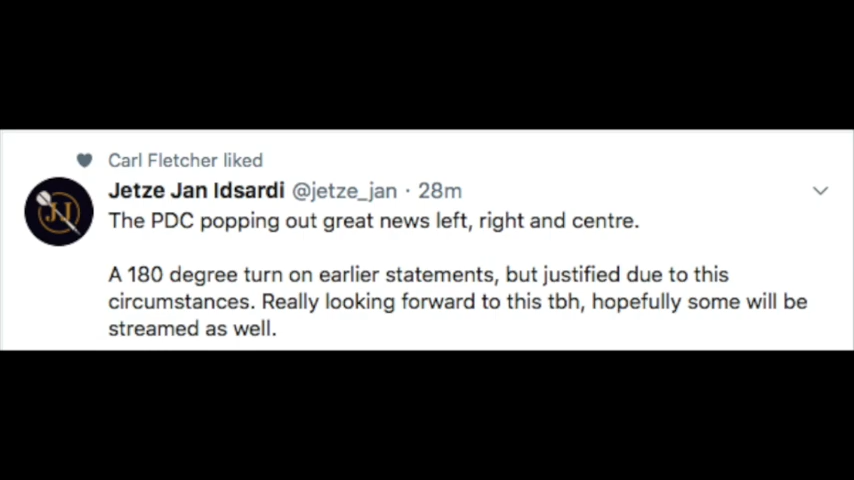 Carl Fletcher liked
Jetze Jan Idsardi @jetze_jan · 28m
The PDC popping out great news left, right and centre.
A 180 degree turn on earlier statements, but justified due to this
circumstances. Really looking forward to this tbh, hopefully some will be
streamed as well.